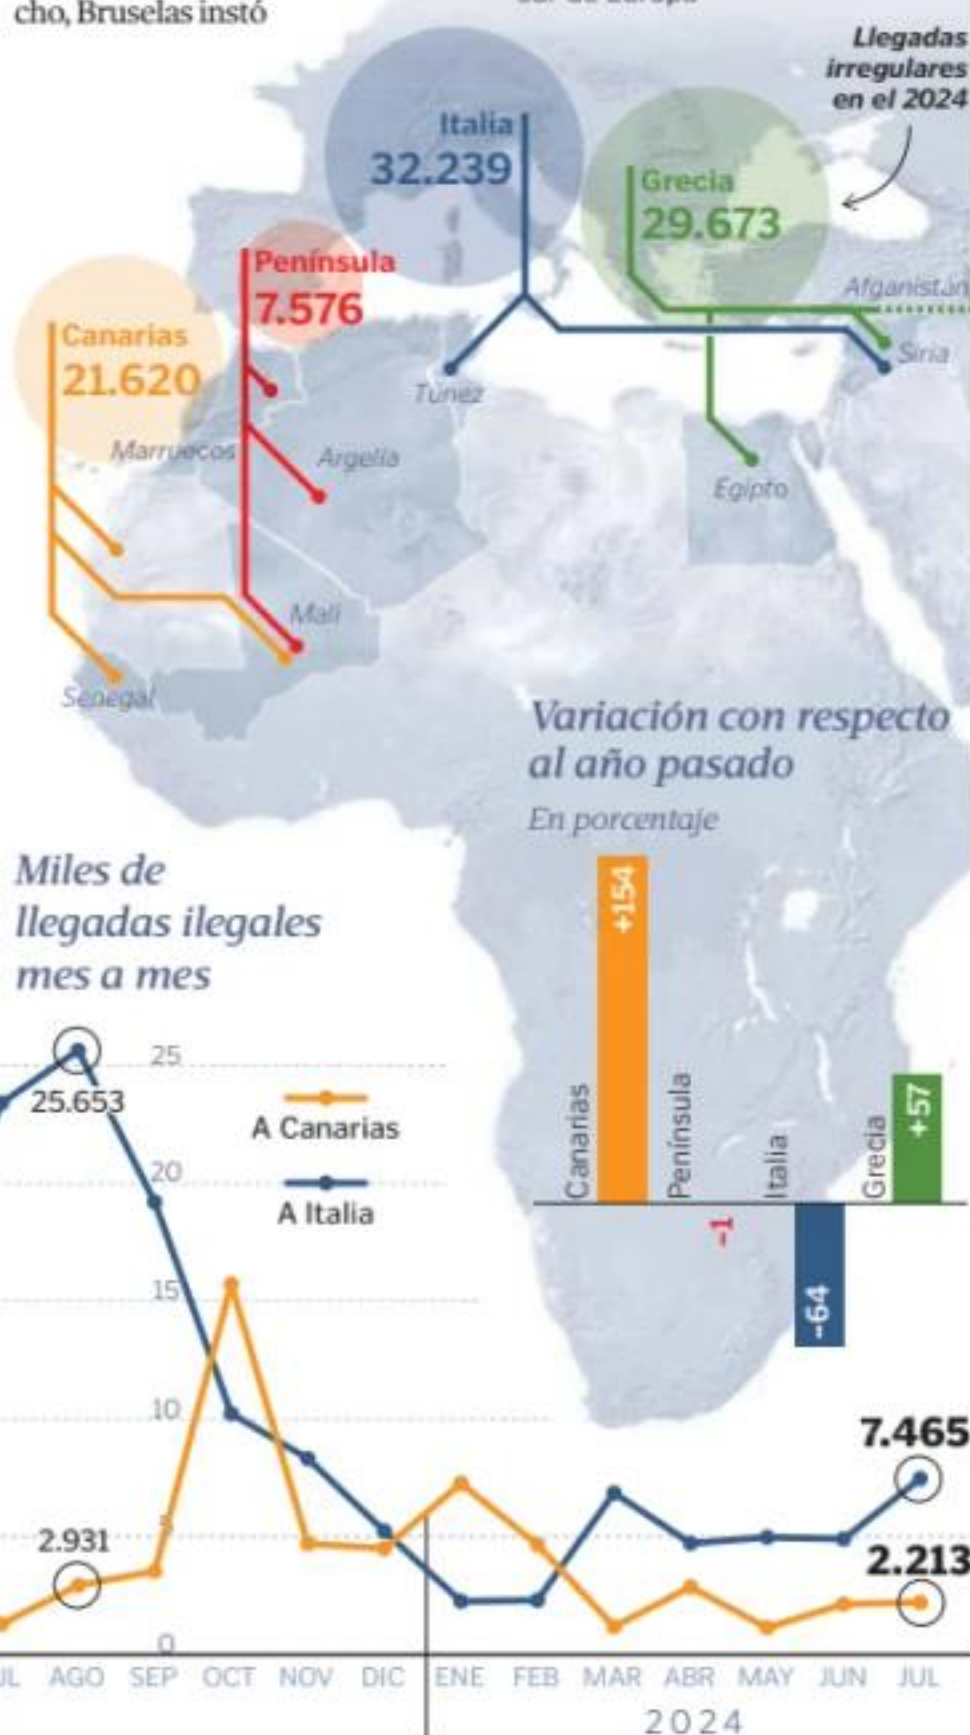 cho, Bruselas instó
Llegadas
irregulares
en el 2024
Italia
32.239
Grecia
29.673
Península
7.576
Canarias
21.620
Afganistán
Siria
Túnez
Marruecos
Argelia
Egipto
Malí
Senegal
Variación con respecto
al año pasado
En porcentaje
+154
Canarias
Península
-1
Italia
-64
Grecia
+57
Miles de
llegadas ilegales
mes a mes
25
25.653
A Canarias
20
A Italia
15
10
7.465
5
2.931
2.213
0
UL AGO SEP OCT NOV DIC ENE FEB MAR ABR MAY JUN JUL
2024